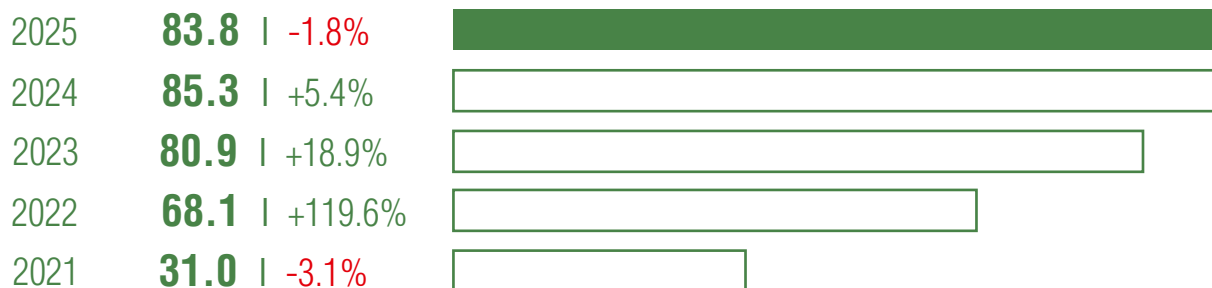 2025 83.8 | -1.8%
2024 85.3 | +5.4%
2023 80.9 | +18.9%
2022 68.1 | +119.6%
2021 31.0 | -3.1%